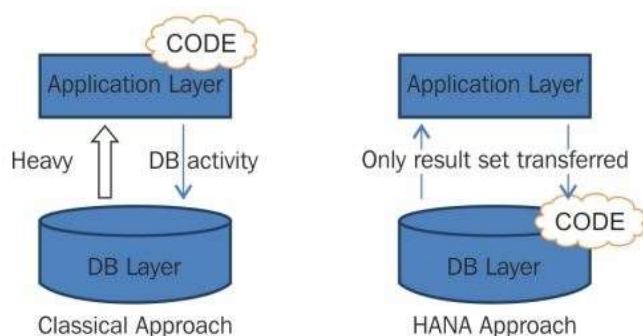 CODE
Application Layer
Heavy
DB activity
DB Layer
Classical Approach
Application Layer
Only result set transferred
CODE
DB Layer
HANA Approach